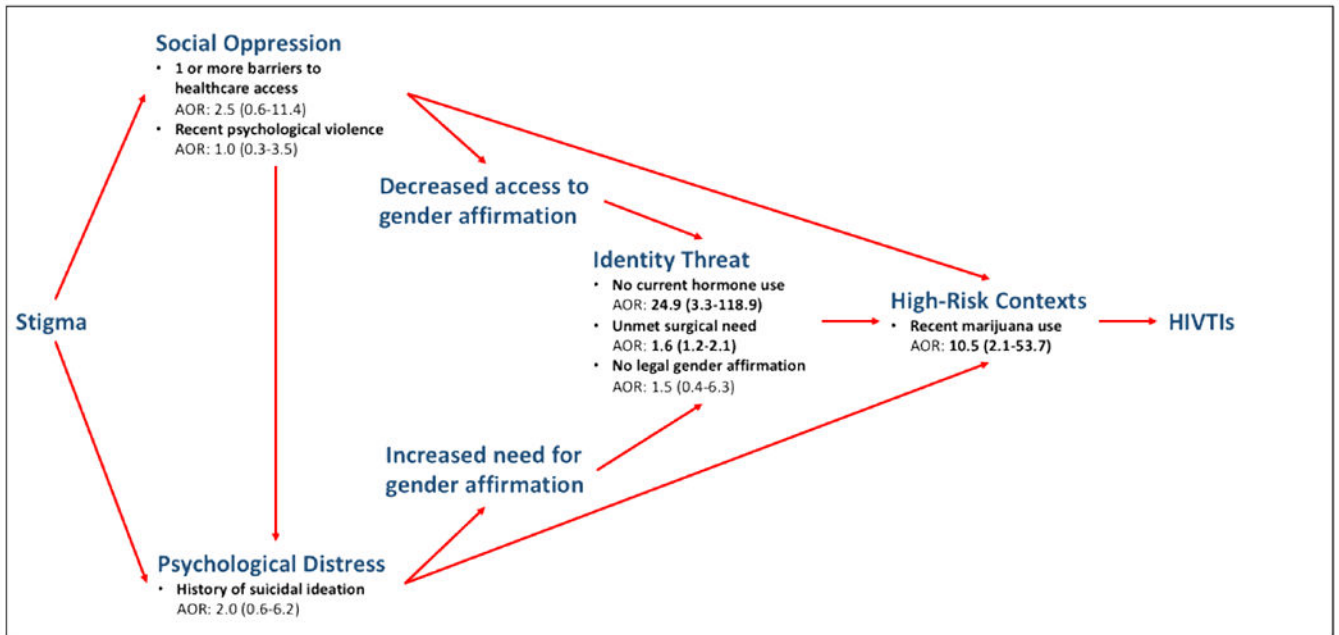 Social Oppression
• 1 or more barriers to
healthcare access
AOR: 2.5 (0.6-11.4)
• Recent psychological violence
AOR: 1.0 (0.3-3.5)
Decreased access to
gender affirmation
Identity Threat
• No current hormone use
AOR: 24.9 (3.3-118.9)
• Unmet surgical need
AOR: 1.6 (1.2-2.1)
• No legal gender affirmation
AOR: 1.5 (0.4-6.3)
Stigma
High-Risk Contexts
• Recent marijuana use
AOR: 10.5 (2.1-53.7)
HIVTIs
Increased need for
gender affirmation
Psychological Distress
• History of suicidal ideation
AOR: 2.0 (0.6-6.2)